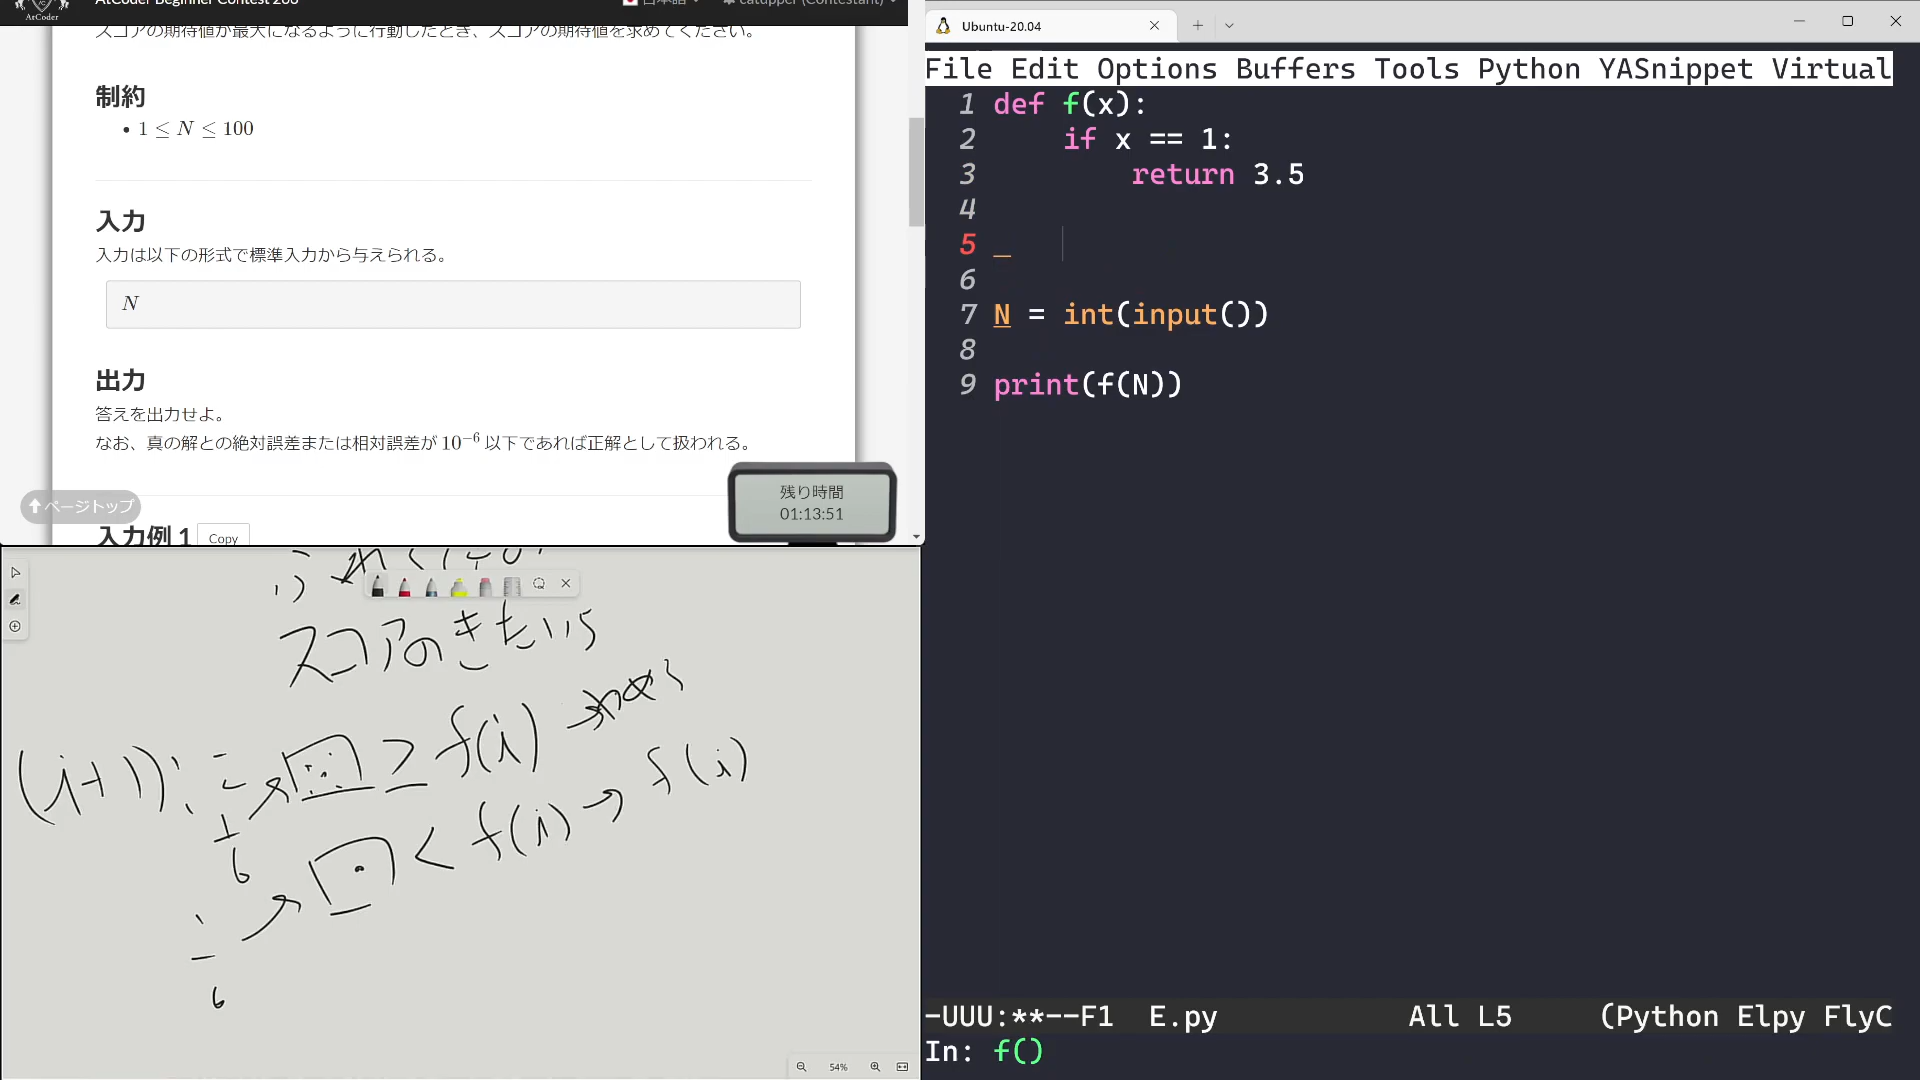 スコアの期待値が最大になるように行動したとき、スコアの期待値を求めてください。
制約
• 1 ≤ N ≤ 100
入力
入力は以下の形式で標準入力から与えられる。
N
出力
答えを出力せよ。
なお、真の解との絶対誤差または相対誤差が 10⁻⁶ 以下であれば正解として扱われる。
ページトップ
残り時間
01:13:51
入力例 1
Copy
スコアのきたいち
(i+1):
≥ f(i) → やめる
1/6
< f(i) → f(i)
6
54%
Ubuntu-20.04
File Edit Options Buffers Tools Python YASnippet Virtual
1 def f(x):
2 if x == 1:
3 return 3.5
4
5
6
7 N = int(input())
8
9 print(f(N))
-UUU:**--F1 E.py All L5 (Python Elpy FlyC
In: f()